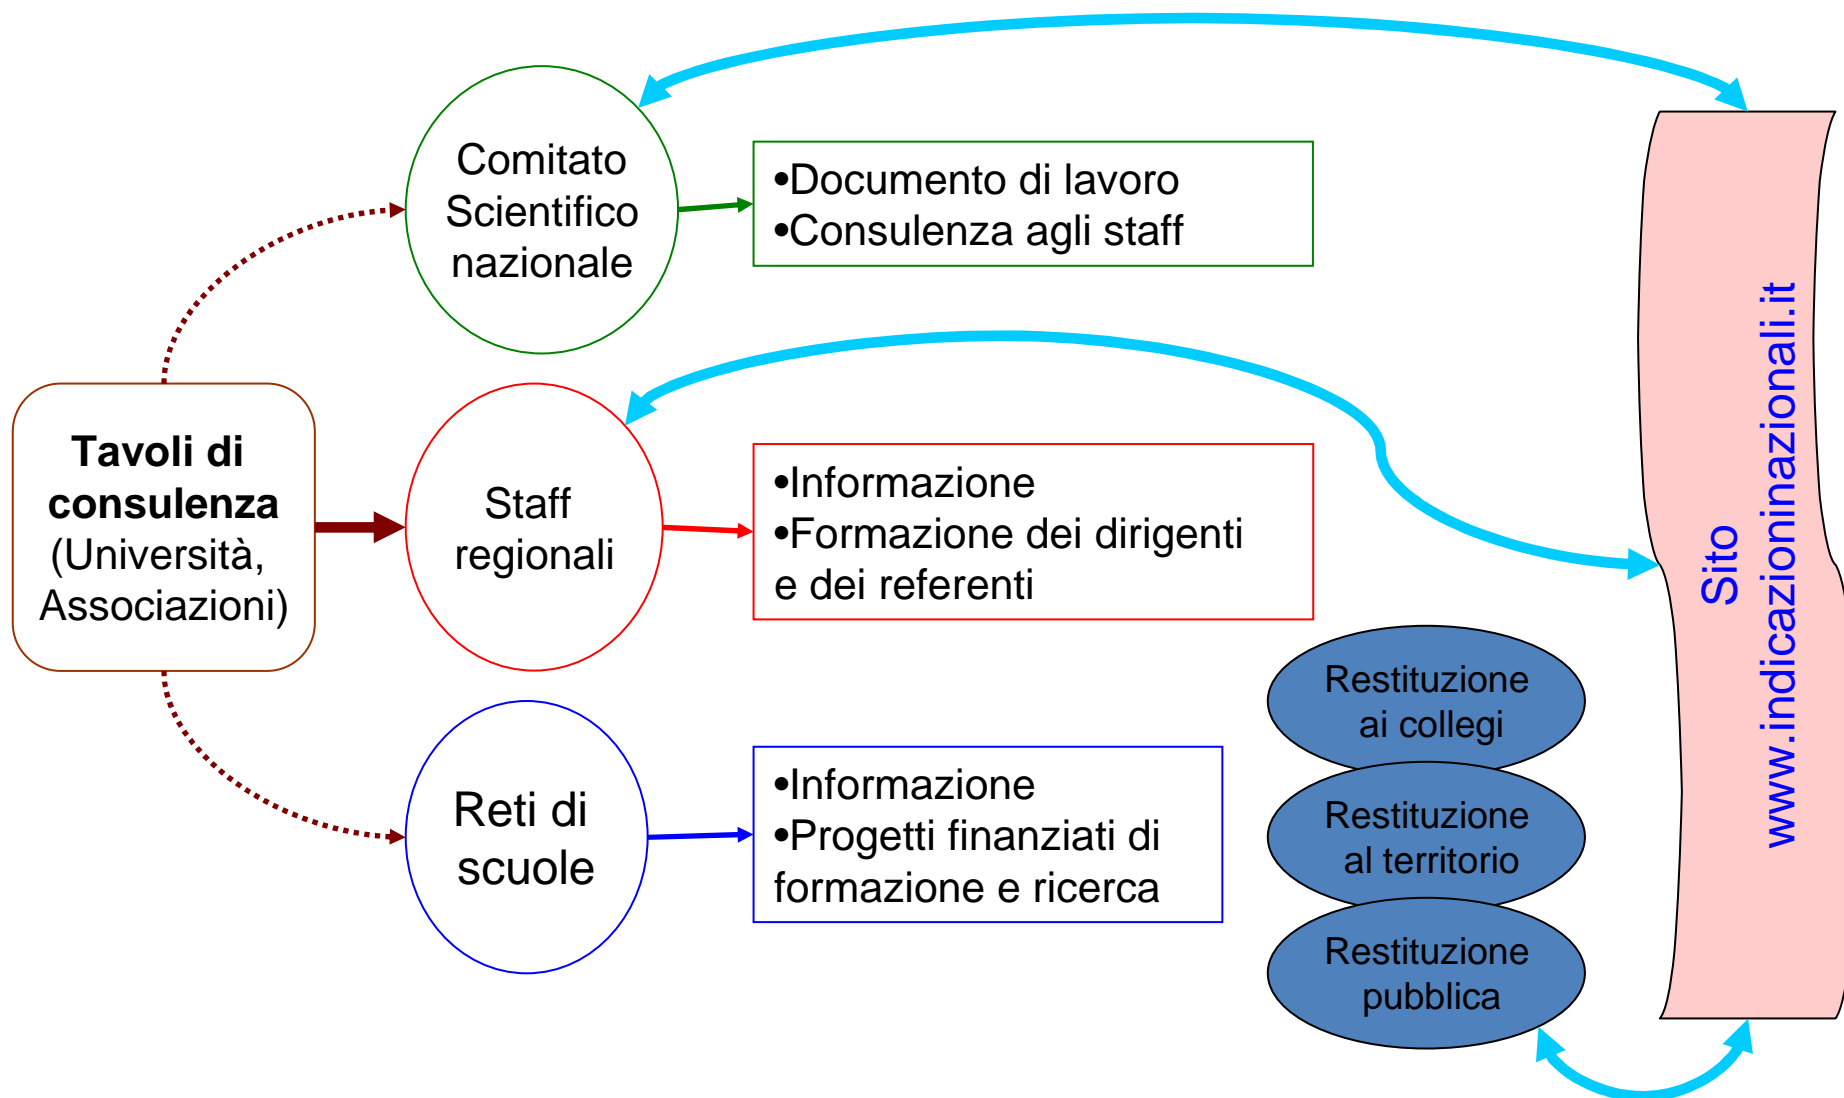 Comitato
Scientifico
nazionale
•Documento di lavoro
•Consulenza agli staff
Tavoli di
consulenza
(Università,
Associazioni)
Staff
regionali
•Informazione
•Formazione dei dirigenti
e dei referenti
Reti di
scuole
•Informazione
•Progetti finanziati di
formazione e ricerca
Restituzione
ai collegi
Restituzione
al territorio
Restituzione
pubblica
Sito
www.indicazioninazionali.it